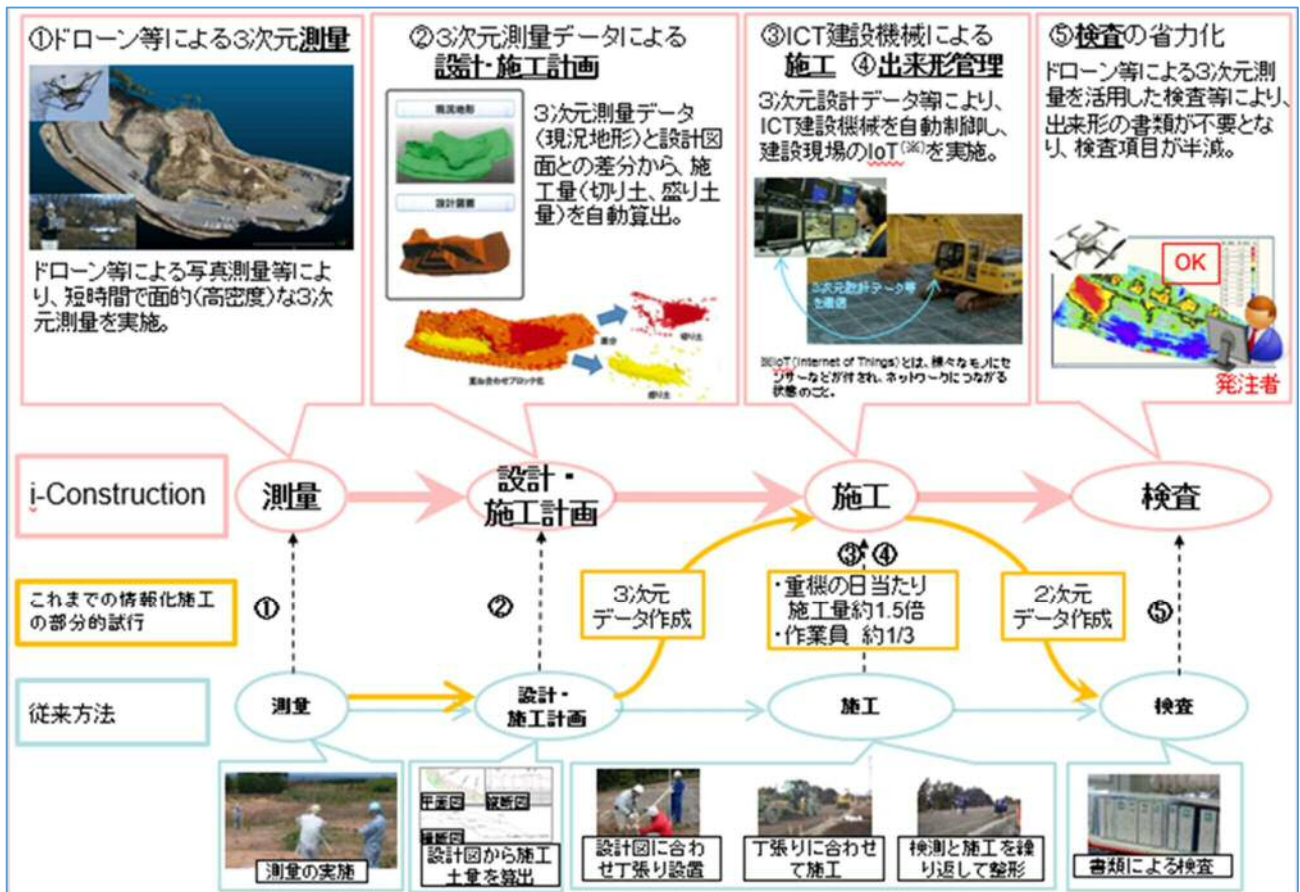 ①ドローン等による3次元測量
ドローン等による写真測量等によ
り、短時間で面的(高密度)な3次
元測量を実施。
②3次元測量データによる
設計・施工計画
現況地形
設計図面
3次元測量データ
(現況地形)と設計図
面との差分から、施
工量(切り土、盛り土
量)を自動算出。
差分
切り土
重ね合わせブロック化
盛り土
③ICT建設機械による
施工 ④出来形管理
3次元設計データ等により、
ICT建設機械を自動制御し、
建設現場のIoT(※)を実施。
3次元設計データ等
を通信
※IoT(Internet of Things)とは、様々なモノにセ
ンサーなどが付され、ネットワークにつながる
状態のこと。
⑤検査の省力化
ドローン等による3次元測
量を活用した検査等により、
出来形の書類が不要とな
り、検査項目が半減。
OK
発注者
i-Construction
測量
設計・
施工計画
施工
検査
これまでの情報化施工
の部分的試行
①
②
3次元
データ作成
③ ④
・重機の日当たり
施工量約1.5倍
・作業員 約1/3
2次元
データ作成
⑤
従来方法
測量
設計・
施工計画
施工
検査
測量の実施
平面図
縦断図
横断図
設計図から施工
土量を算出
設計図に合わ
せ丁張り設置
丁張りに合わせ
て施工
検測と施工を繰
り返して整形
書類による検査